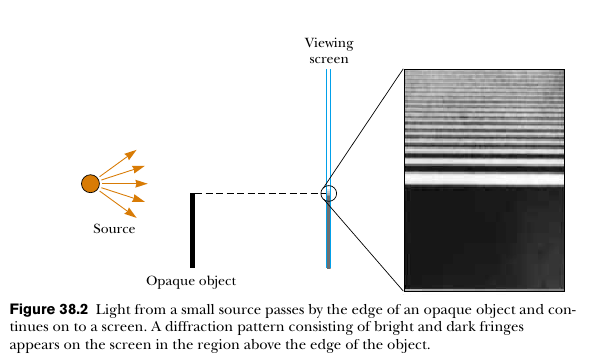 Viewing
screen
Source
Opaque object
Figure 38.2 Light from a small source passes by the edge of an opaque object and con-
tinues on to a screen. A diffraction pattern consisting of bright and dark fringes
appears on the screen in the region above the edge of the object.